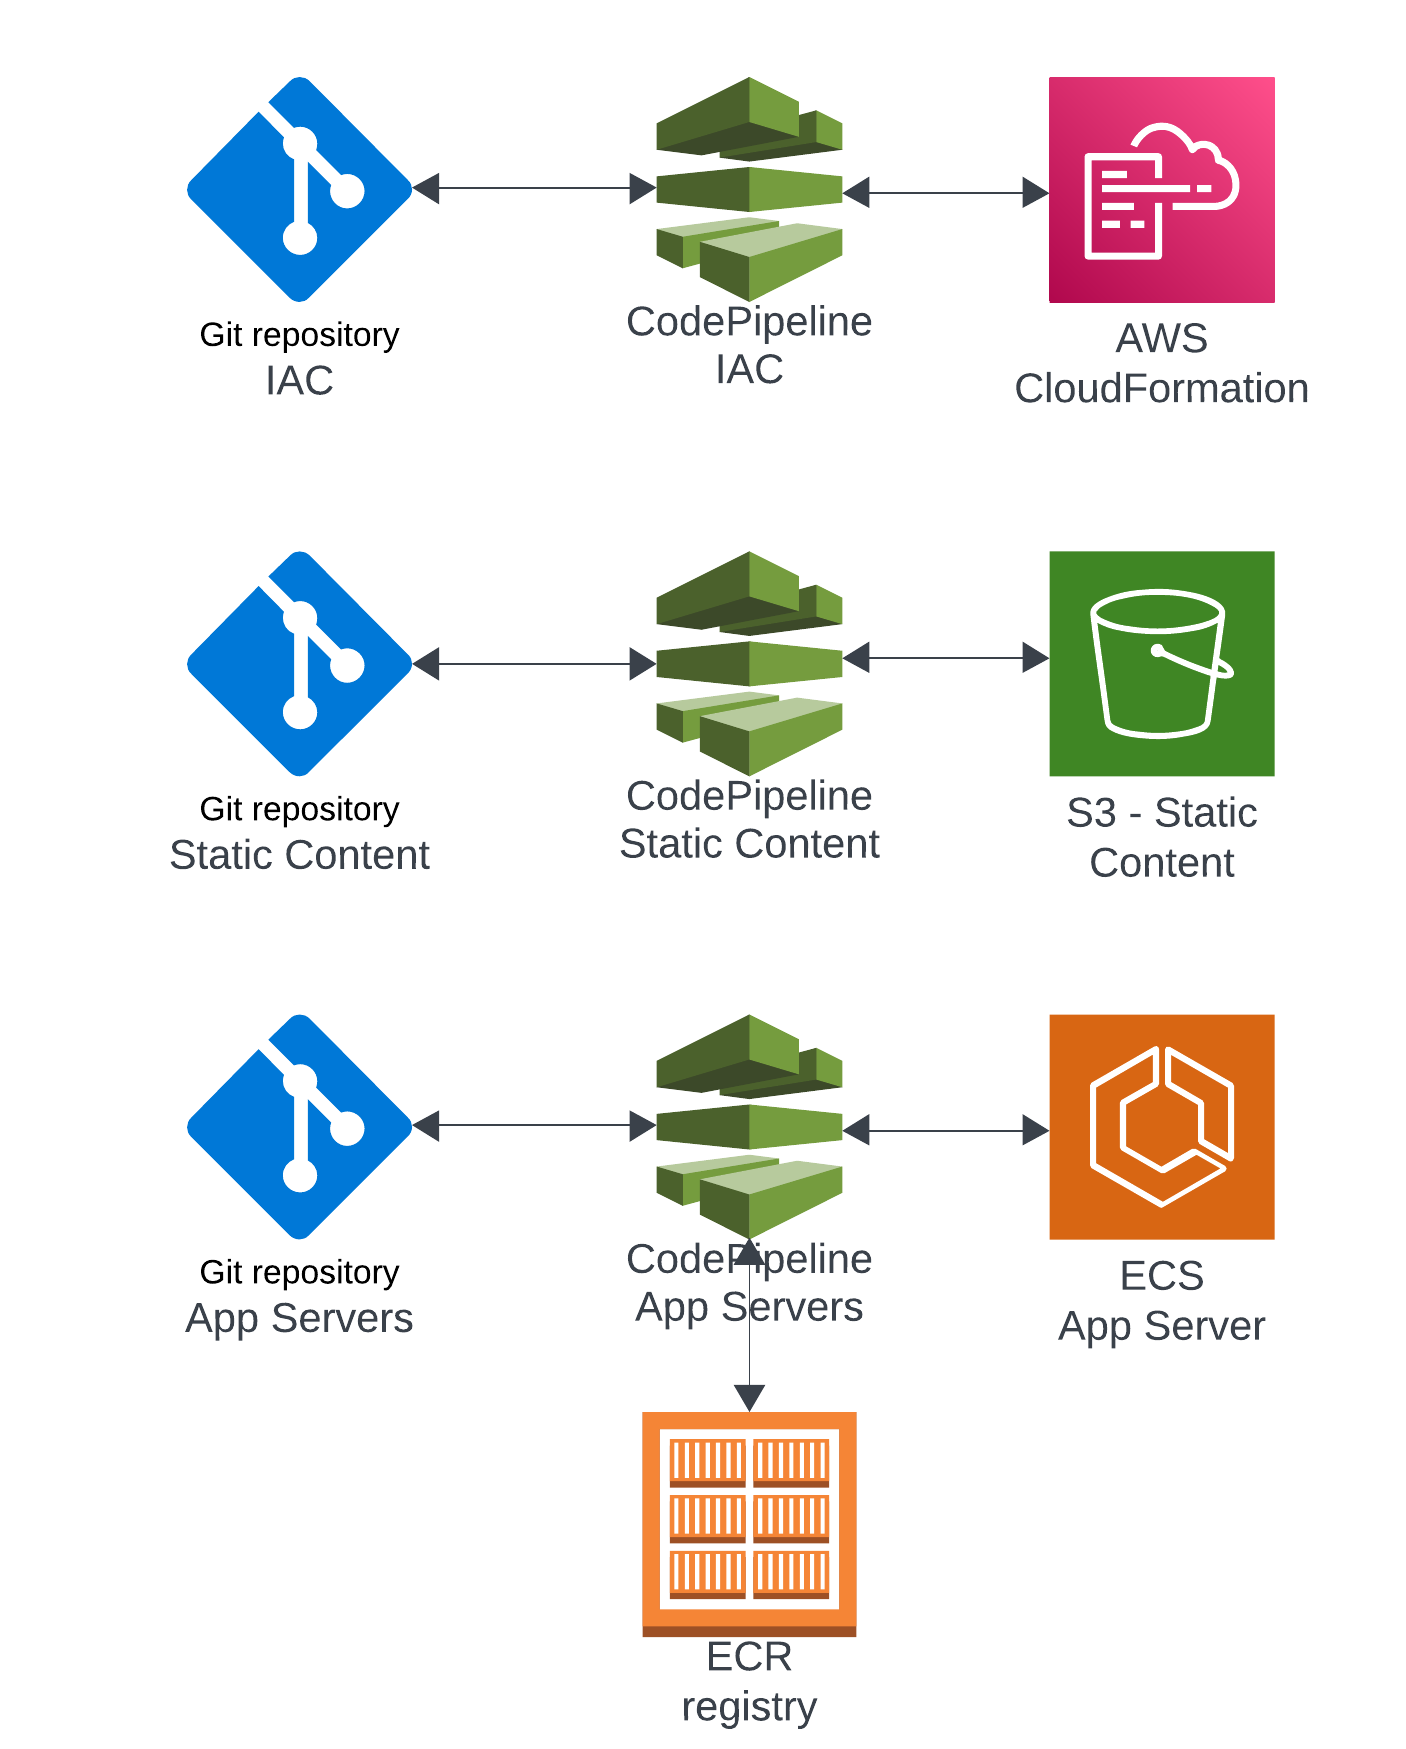 Git repository
IAC
CodePipeline
IAC
AWS
CloudFormation
Git repository
Static Content
CodePipeline
Static Content
S3 - Static
Content
Git repository
App Servers
CodePipeline
App Servers
ECS
App Server
ECR
registry